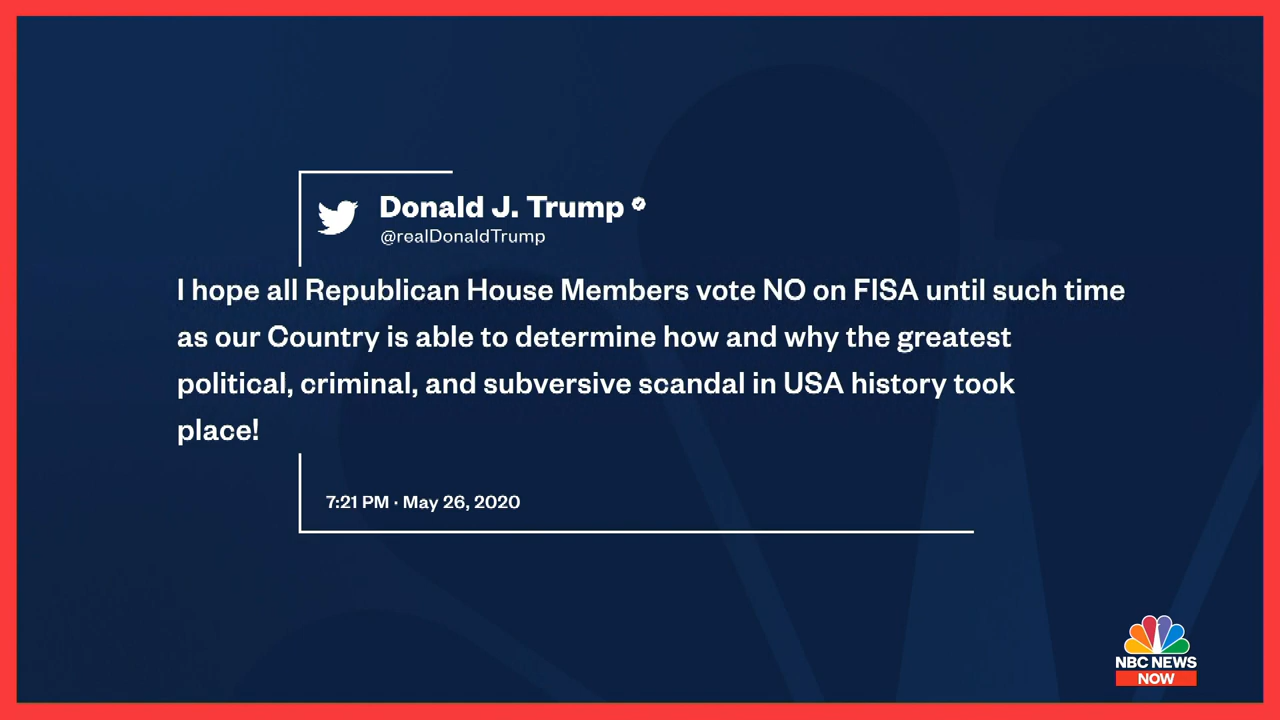 Donald J. Trump
@realDonaldTrump
I hope all Republican House Members vote NO on FISA until such time
as our Country is able to determine how and why the greatest
political, criminal, and subversive scandal in USA history took
place!
7:21 PM · May 26, 2020
NBC NEWS
NOW